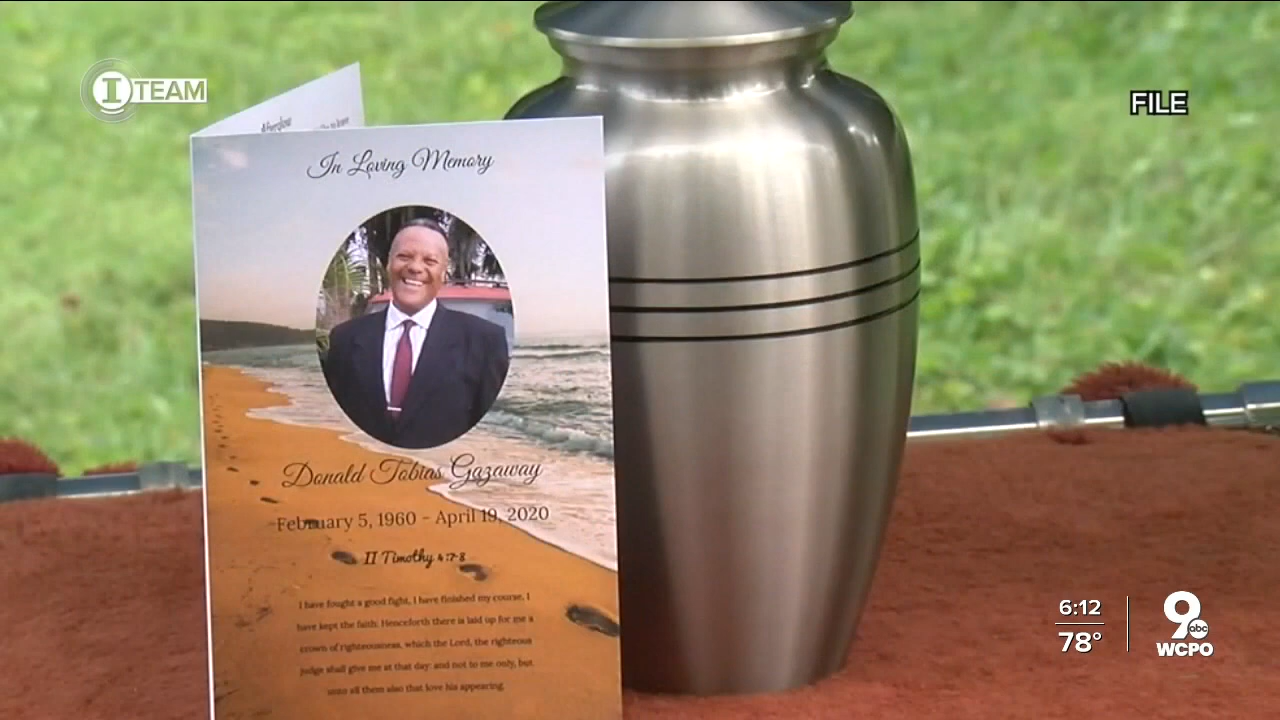 I TEAM
FILE
In Loving Memory
Donald Tobias Gazaway
February 5, 1960 - April 19, 2020
II Timothy 4:7-8
I have fought a good fight, I have finished my course, I
have kept the faith: Henceforth there is laid up for me a
crown of righteousness, which the Lord, the righteous
judge shall give me at that day: and not to me only, but
unto all them also that love his appearing.
6:12
78°
9
abc
WCPO